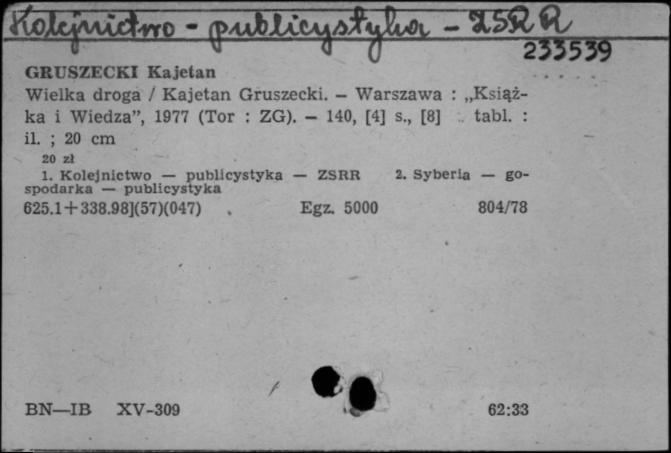 Kolejnictwo - publicystyka - ZSRR
233539
GRUSZECKI Kajetan
Wielka droga / Kajetan Gruszecki. — Warszawa : „Książ-
ka i Wiedza”, 1977 (Tor : ZG). — 140, [4] s., [8] tabl. :
il. ; 20 cm
20 zł
1. Kolejnictwo — publicystyka — ZSRR 2. Syberia — go-
spodarka — publicystyka
625.1+338.98](57)(047) Egz. 5000 804/78
BN—IB XV-309 62:33